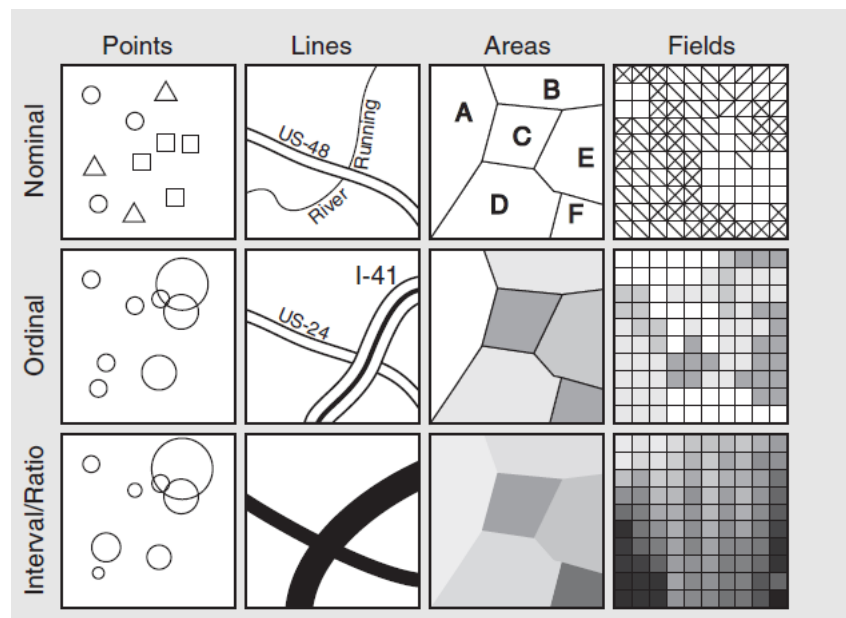 Points Lines Areas Fields
Nominal
US-48
Running
River
A
B
C
D
E
F
Ordinal
I-41
US-24
Interval/Ratio